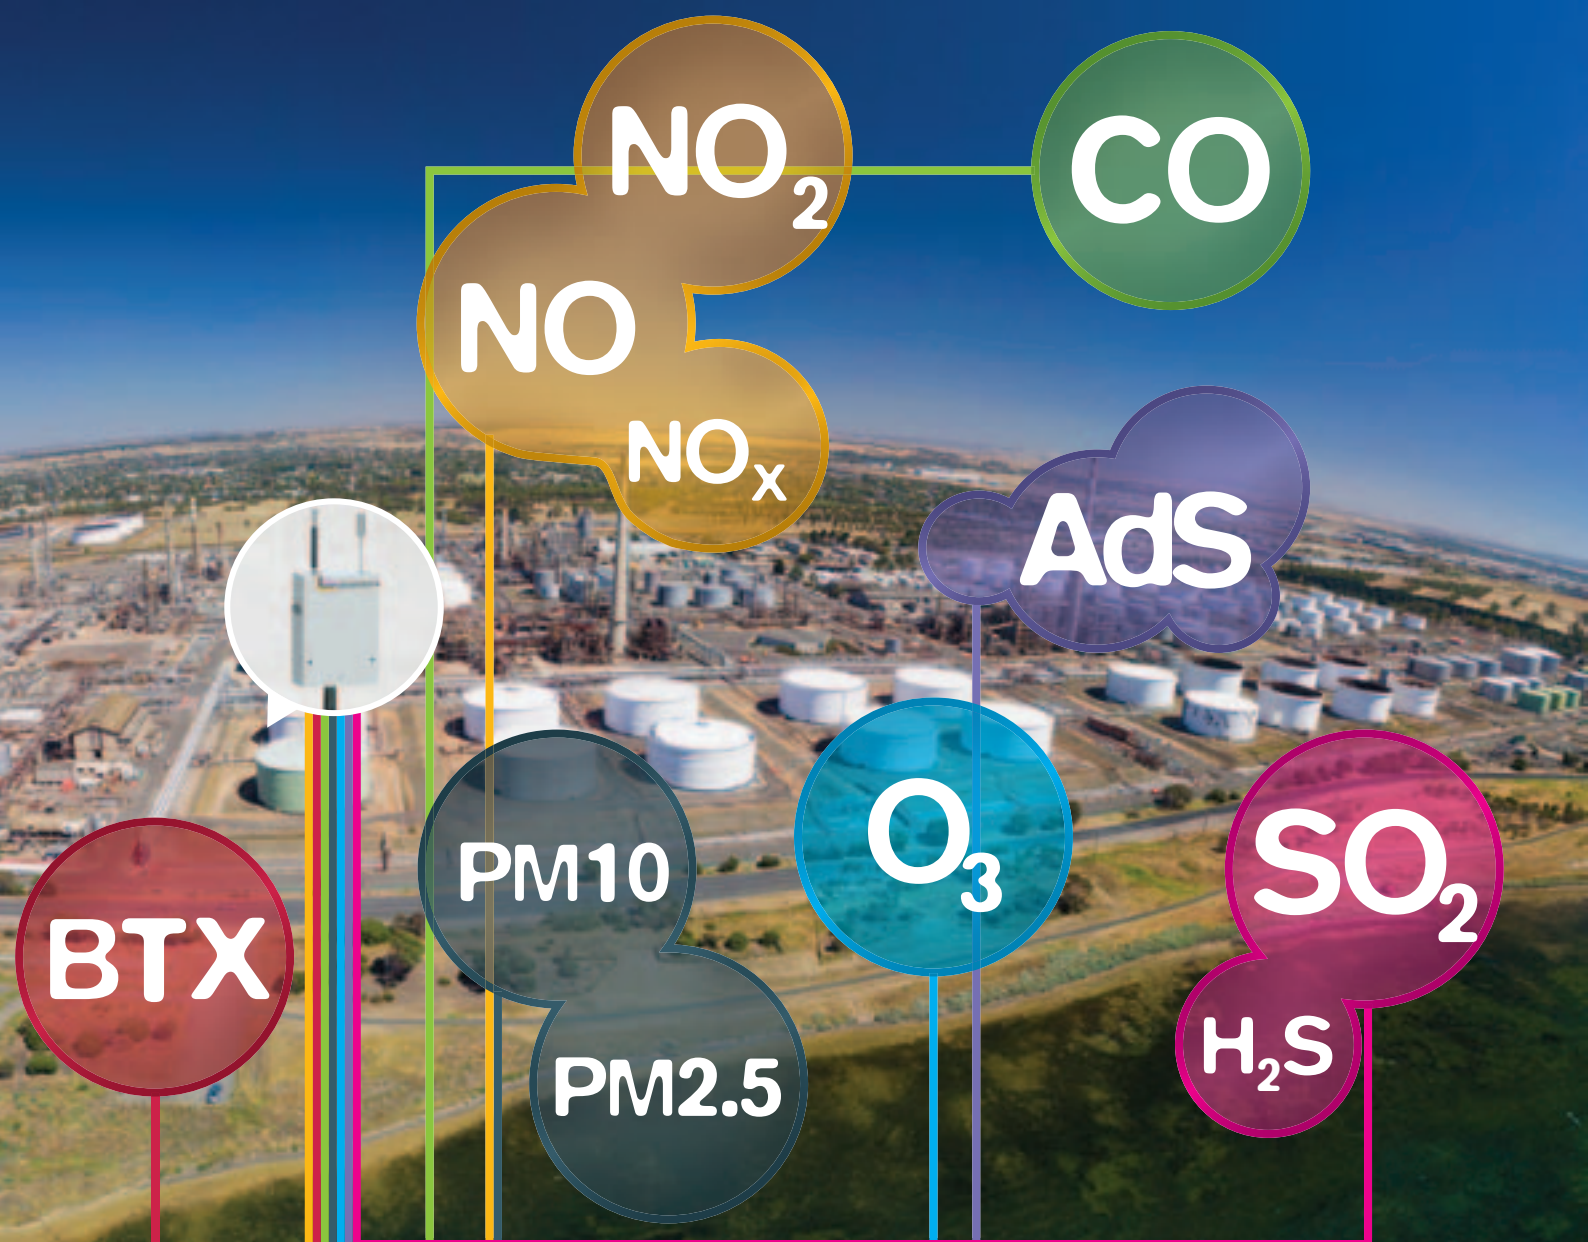 NO₂
CO
NO
NOₓ
AdS
PM10
O₃
SO₂
BTX
H₂S
PM2.5